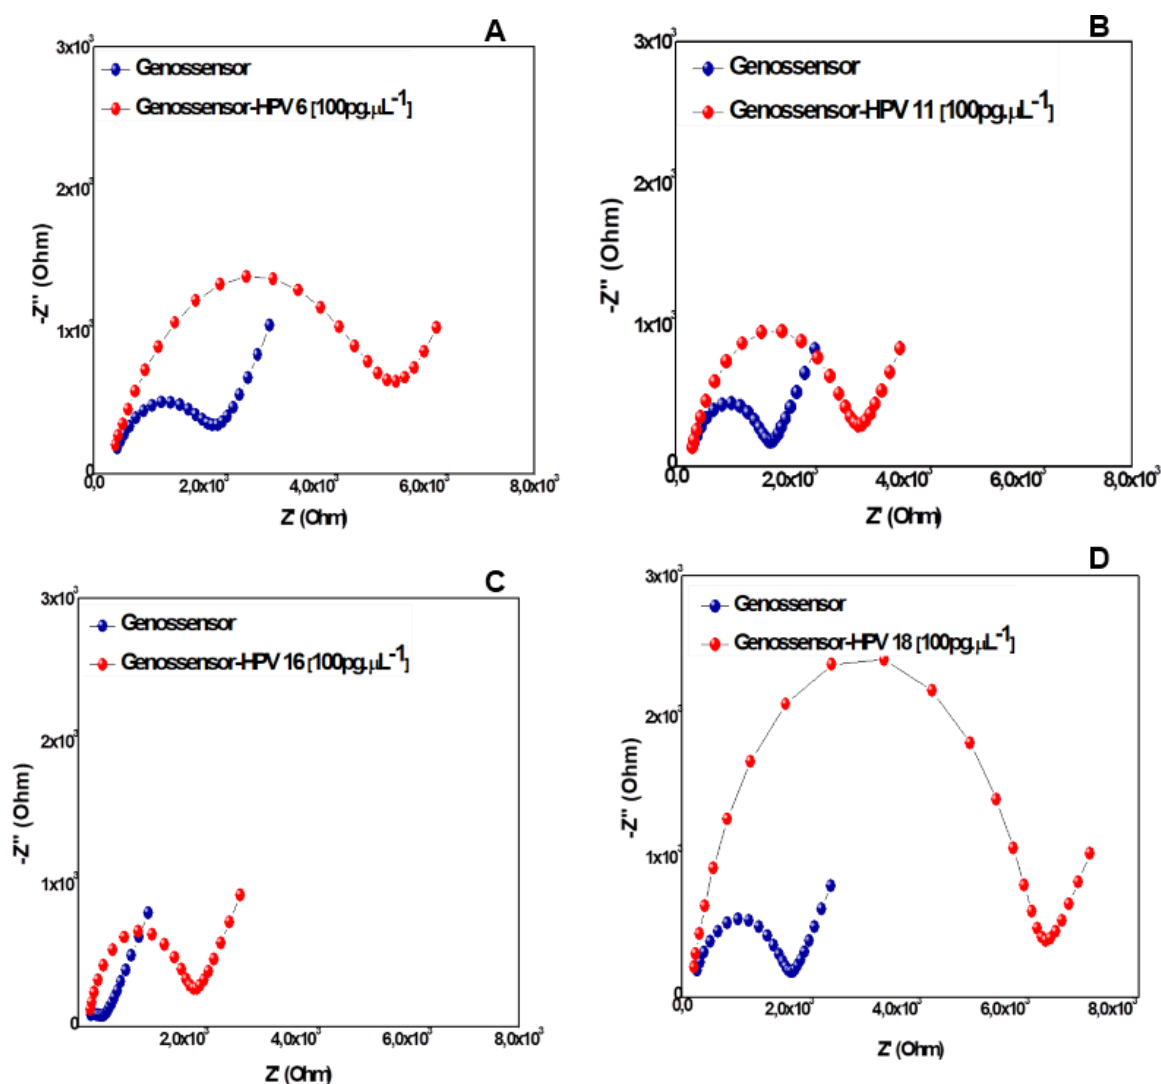 A
3x10³
Genossensor
Genossensor-HPV 6 [100pg.µL⁻¹]
2x10³
-Z'' (Ohm)
1x10³
0
0,0 2,0x10³ 4,0x10³ 6,0x10³ 8,0x10³
Z' (Ohm)
B
3x10³
Genossensor
Genossensor-HPV 11 [100pg.µL⁻¹]
2x10³
-Z'' (Ohm)
1x10³
0
0,0 2,0x10³ 4,0x10³ 6,0x10³ 8,0x10³
Z' (Ohm)
C
3x10³
Genossensor
Genossensor-HPV 16 [100pg.µL⁻¹]
2x10³
-Z'' (Ohm)
1x10³
0
2,0x10³ 4,0x10³ 6,0x10³ 8,0x10³
Z' (Ohm)
D
3x10³
Genossensor
Genossensor-HPV 18 [100pg.µL⁻¹]
2x10³
-Z'' (Ohm)
1x10³
0
0,0 2,0x10³ 4,0x10³ 6,0x10³ 8,0x10³
Z' (Ohm)